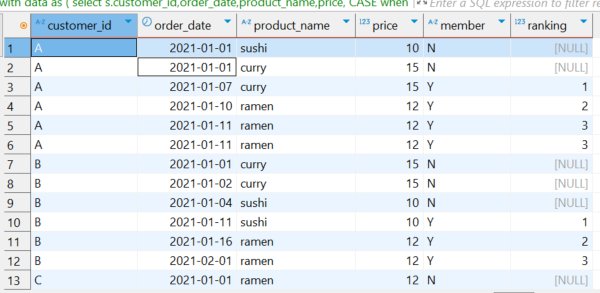 with data as ( select s.customer_id,order_date,product_name,price, CASE when
Enter a SQL expression to filter re
customer_id order_date product_name price member ranking
1 A 2021-01-01 sushi 10 N [NULL]
2 A 2021-01-01 curry 15 N [NULL]
3 A 2021-01-07 curry 15 Y 1
4 A 2021-01-10 ramen 12 Y 2
5 A 2021-01-11 ramen 12 Y 3
6 A 2021-01-11 ramen 12 Y 3
7 B 2021-01-01 curry 15 N [NULL]
8 B 2021-01-02 curry 15 N [NULL]
9 B 2021-01-04 sushi 10 N [NULL]
10 B 2021-01-11 sushi 10 Y 1
11 B 2021-01-16 ramen 12 Y 2
12 B 2021-02-01 ramen 12 Y 3
13 C 2021-01-01 ramen 12 N [NULL]